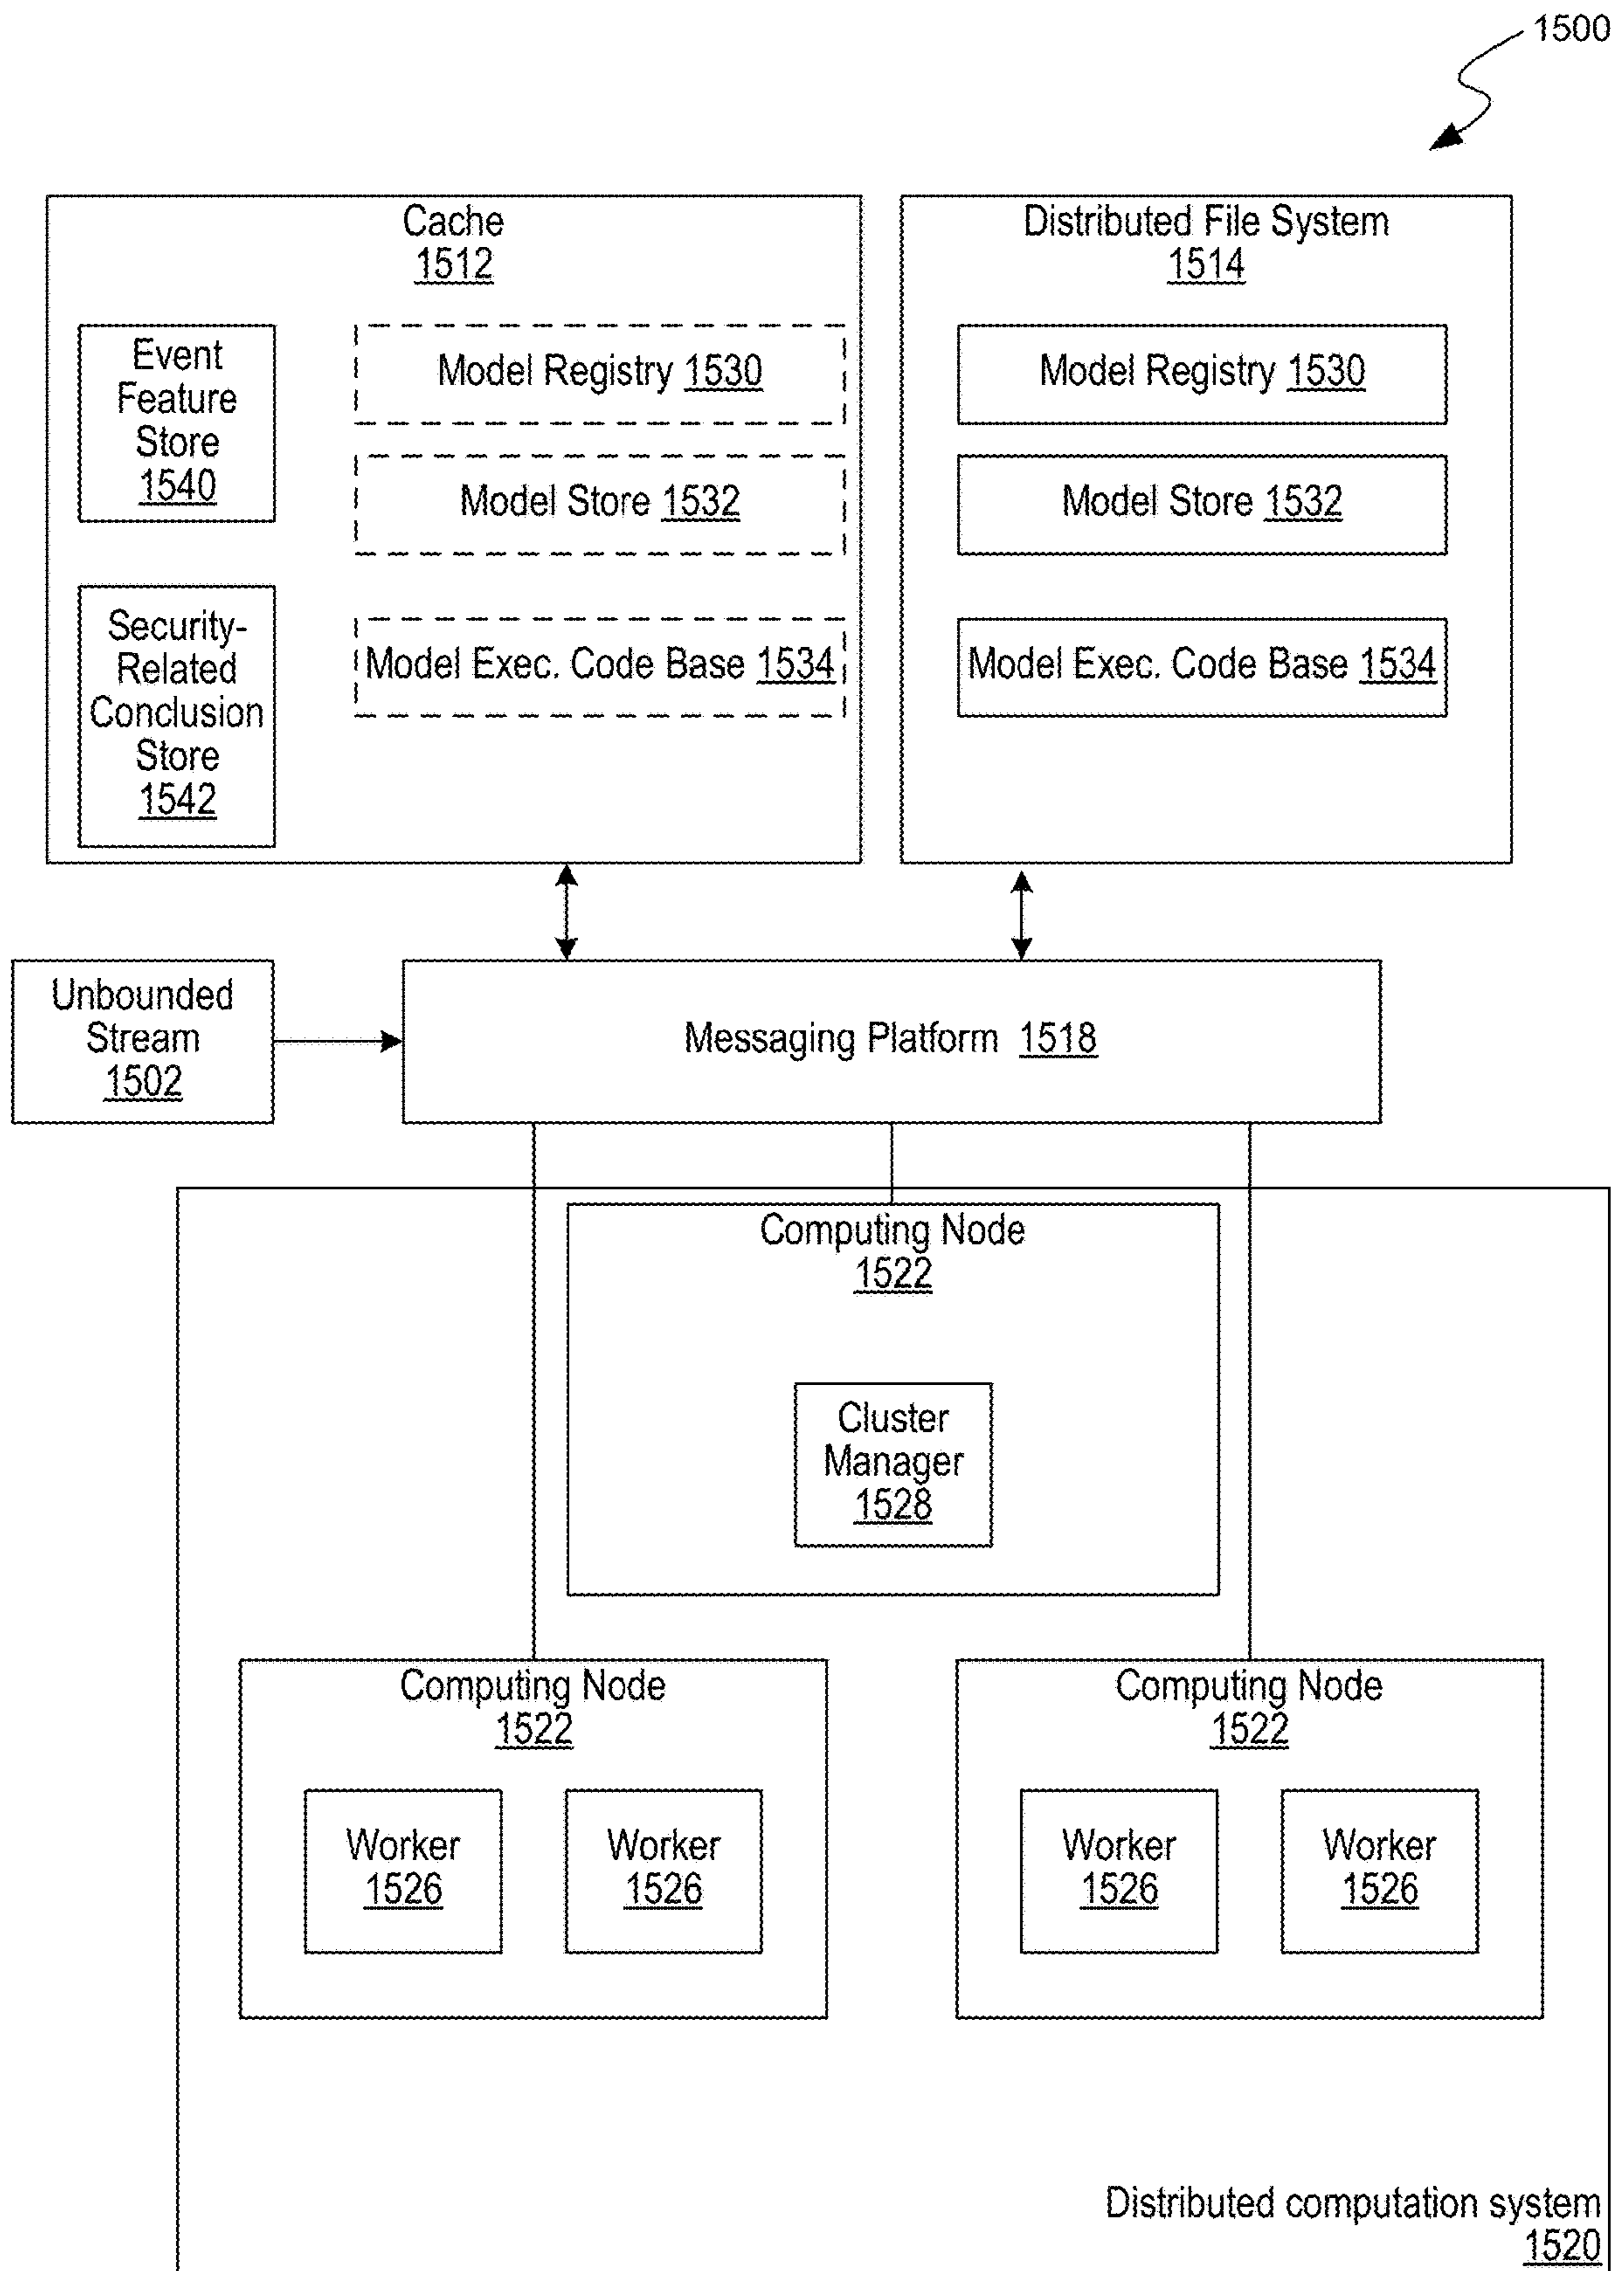 1500
Cache
1512
Event
Feature
Store
1540
Security-
Related
Conclusion
Store
1542
Model Registry 1530
Model Store 1532
Model Exec. Code Base 1534
Distributed File System
1514
Model Registry 1530
Model Store 1532
Model Exec. Code Base 1534
Unbounded
Stream
1502
Messaging Platform 1518
Computing Node
1522
Cluster
Manager
1528
Computing Node
1522
Worker
1526
Worker
1526
Computing Node
1522
Worker
1526
Worker
1526
Distributed computation system
1520